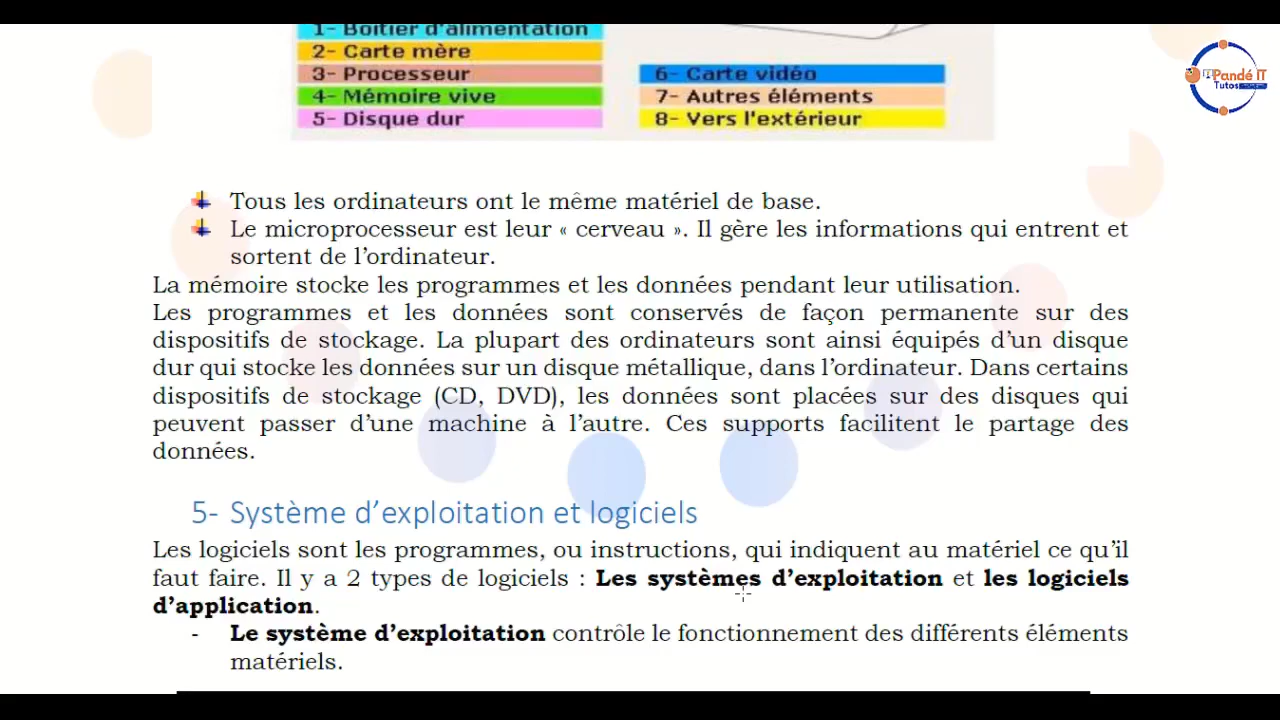 1- Boîtier d'alimentation
2- Carte mère
3- Processeur
4- Mémoire vive
5- Disque dur
6- Carte vidéo
7- Autres éléments
8- Vers l'extérieur
Pandé IT
Tutos
Tous les ordinateurs ont le même matériel de base.
Le microprocesseur est leur « cerveau ». Il gère les informations qui entrent et
sortent de l’ordinateur.
La mémoire stocke les programmes et les données pendant leur utilisation.
Les programmes et les données sont conservés de façon permanente sur des
dispositifs de stockage. La plupart des ordinateurs sont ainsi équipés d’un disque
dur qui stocke les données sur un disque métallique, dans l’ordinateur. Dans certains
dispositifs de stockage (CD, DVD), les données sont placées sur des disques qui
peuvent passer d’une machine à l’autre. Ces supports facilitent le partage des
données.
5- Système d’exploitation et logiciels
Les logiciels sont les programmes, ou instructions, qui indiquent au matériel ce qu’il
faut faire. Il y a 2 types de logiciels : Les systèmes d’exploitation et les logiciels
d’application.
- Le système d’exploitation contrôle le fonctionnement des différents éléments
matériels.